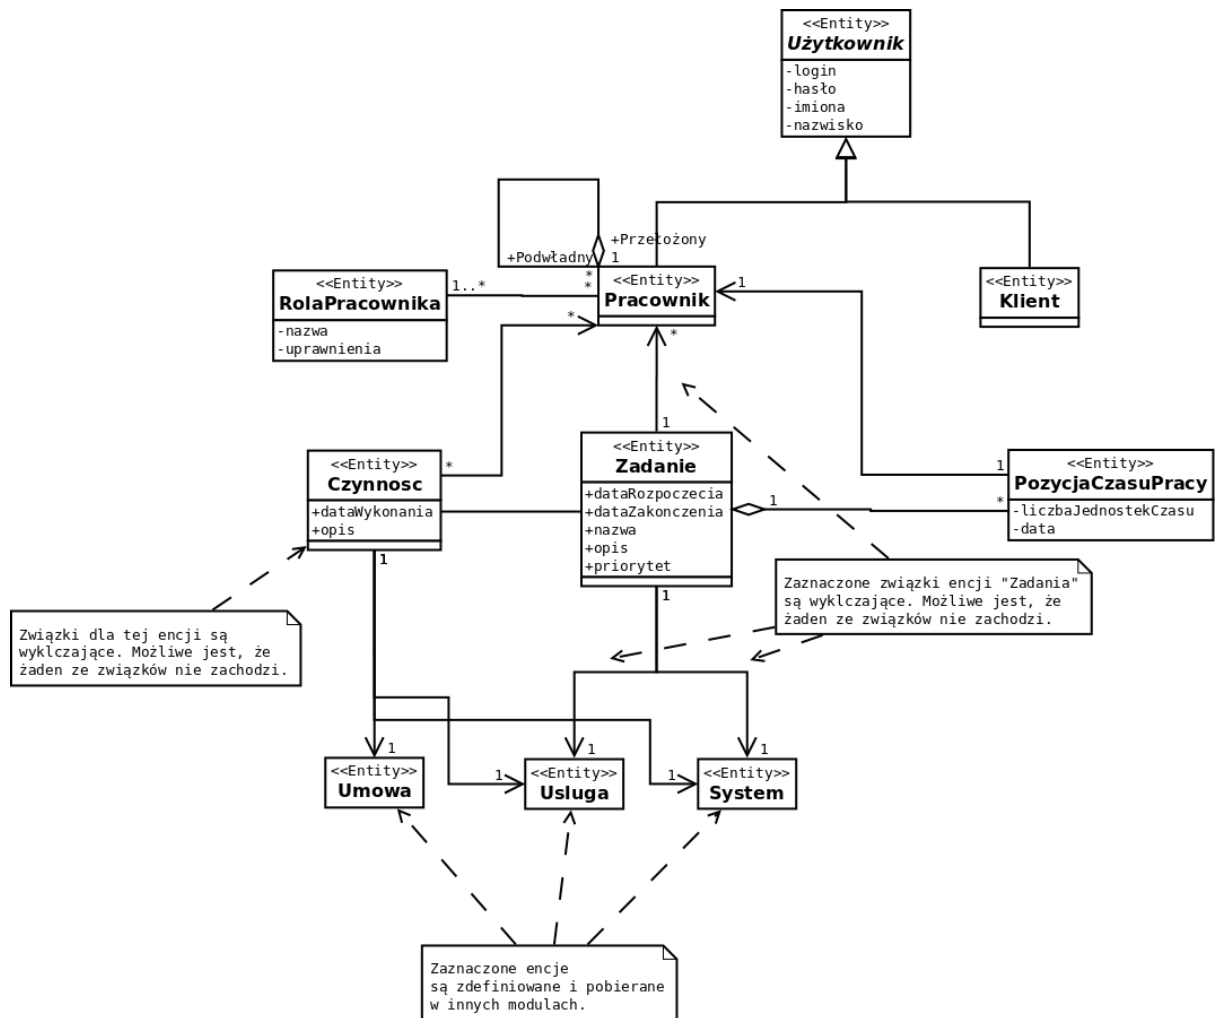 <<Entity>>
Użytkownik
-login
-hasło
-imiona
-nazwisko
+Przełożony
+Podwładny
1
*
<<Entity>>
RolaPracownika
-nazwa
-uprawnienia
1..*
*
<<Entity>>
Pracownik
1
<<Entity>>
Klient
*
*
1
<<Entity>>
Czynnosc
+dataWykonania
+opis
*
1
<<Entity>>
Zadanie
+dataRozpoczecia
+dataZakonczenia
+nazwa
+opis
+priorytet
1
1
1
*
<<Entity>>
PozycjaCzasuPracy
-liczbaJednostekCzasu
-data
Zaznaczone związki encji "Zadania"
są wyklczające. Możliwe jest, że
żaden ze związków nie zachodzi.
Związki dla tej encji są
wyklczające. Możliwe jest, że
żaden ze związków nie zachodzi.
1
1
1
1
1
<<Entity>>
Umowa
<<Entity>>
Usluga
<<Entity>>
System
Zaznaczone encje
są zdefiniowane i pobierane
w innych modulach.